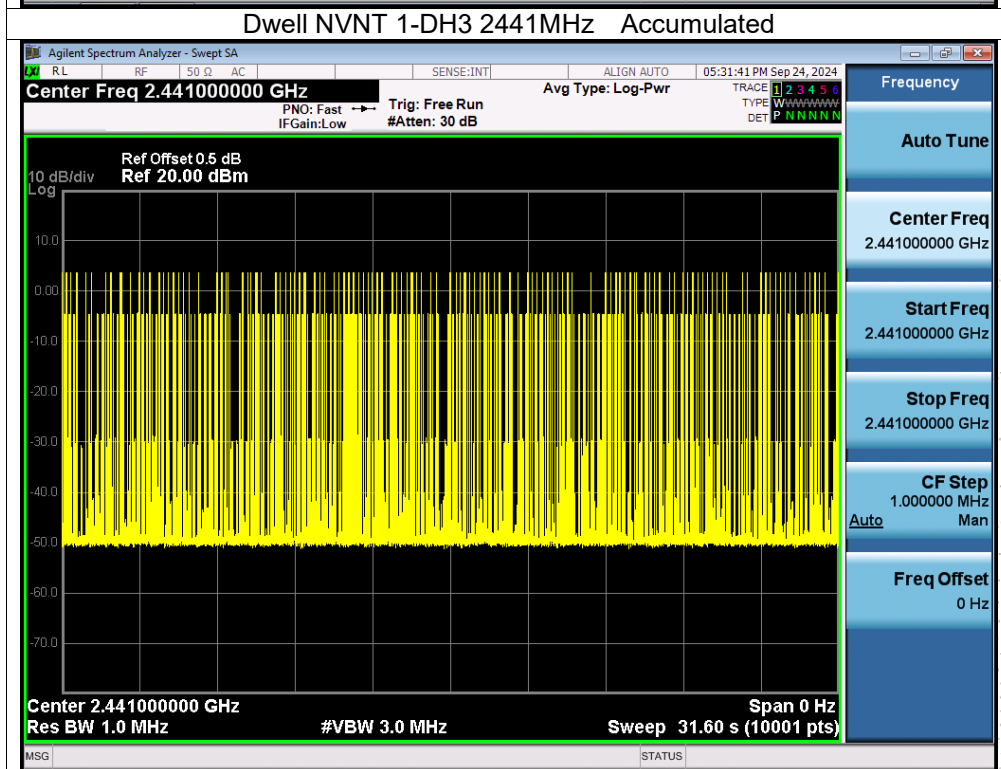 Dwell NVNT 1-DH3 2441MHz Accumulated
Agilent Spectrum Analyzer - Swept SA
LXI RL RF 50 Ω AC SENSE:INT ALIGN AUTO 05:31:41 PM Sep 24, 2024
Center Freq 2.441000000 GHz
PNO: Fast
IFGain:Low
Trig: Free Run
#Atten: 30 dB
Avg Type: Log-Pwr
TRACE 1 2 3 4 5 6
TYPE WWWWWW
DET P N N N N N
Ref Offset 0.5 dB
10 dB/div Ref 20.00 dBm
Log
10.0
0.00
-10.0
-20.0
-30.0
-40.0
-50.0
-60.0
-70.0
Center 2.441000000 GHz Span 0 Hz
Res BW 1.0 MHz #VBW 3.0 MHz Sweep 31.60 s (10001 pts)
MSG STATUS
Frequency
Auto Tune
Center Freq
2.441000000 GHz
Start Freq
2.441000000 GHz
Stop Freq
2.441000000 GHz
CF Step
1.000000 MHz
Auto Man
Freq Offset
0 Hz